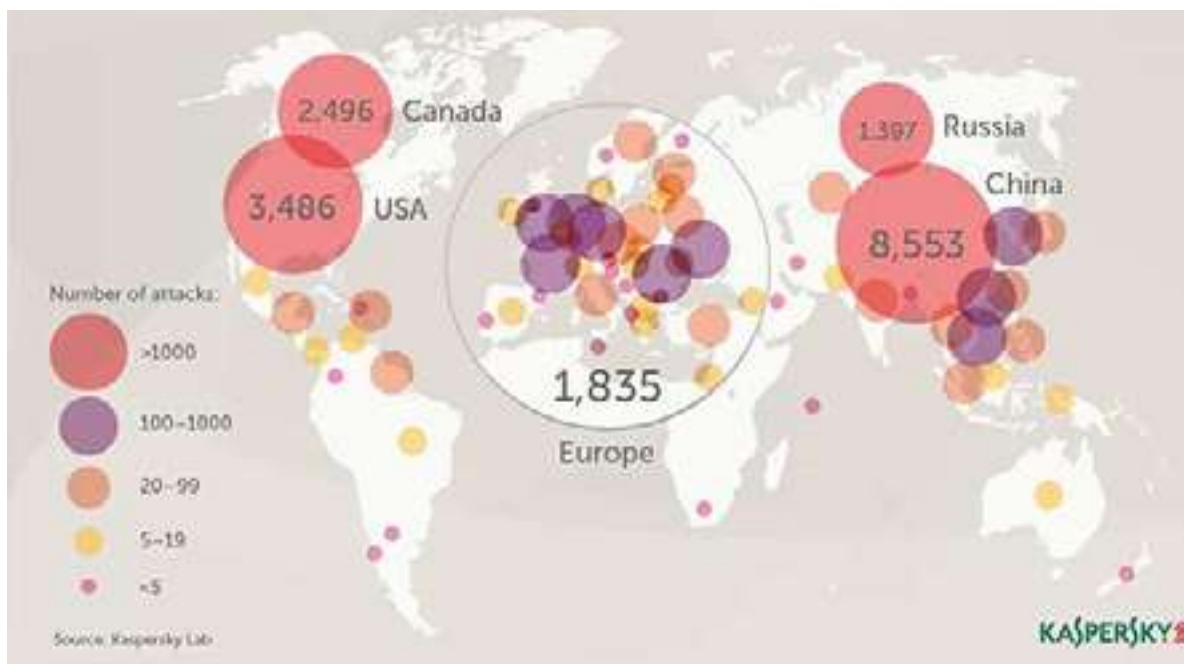 2,496 Canada
3,486 USA
1,397 Russia
China
8,553
1,835
Europe
Number of attacks:
>1000
100–1000
20–99
5–19
<5
Source: Kaspersky Lab
KASPERSKY